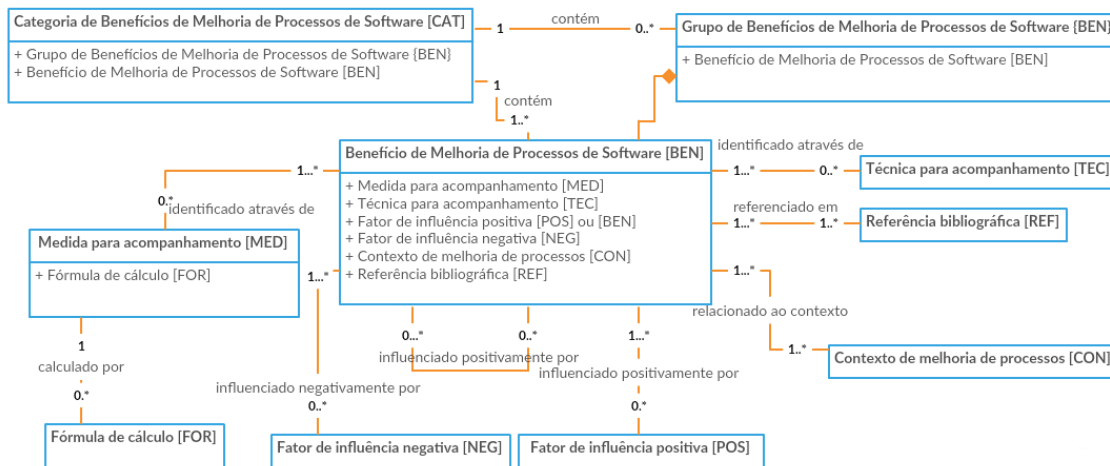 Categoria de Benefícios de Melhoria de Processos de Software [CAT]
+ Grupo de Benefícios de Melhoria de Processos de Software {BEN}
+ Benefício de Melhoria de Processos de Software [BEN]
1
contém
0..*
Grupo de Benefícios de Melhoria de Processos de Software {BEN}
+ Benefício de Melhoria de Processos de Software [BEN]
1
contém
1..*
Benefício de Melhoria de Processos de Software [BEN]
+ Medida para acompanhamento [MED]
+ Técnica para acompanhamento [TEC]
+ Fator de influência positiva [POS] ou [BEN]
+ Fator de influência negativa [NEG]
+ Contexto de melhoria de processos [CON]
+ Referência bibliográfica [REF]
identificado através de
1...*
0..*
Técnica para acompanhamento [TEC]
referenciado em
1...*
1..*
Referência bibliográfica [REF]
1...*
relacionado ao contexto
1..*
Contexto de melhoria de processos [CON]
1...*
0.*
identificado através de
Medida para acompanhamento [MED]
+ Fórmula de cálculo [FOR]
1
calculado por
0.*
Fórmula de cálculo [FOR]
1...*
influenciado negativamente por
0..*
Fator de influência negativa [NEG]
0...*
0..*
influenciado positivamente por
1...*
influenciado positivamente por
0.*
Fator de influência positiva [POS]